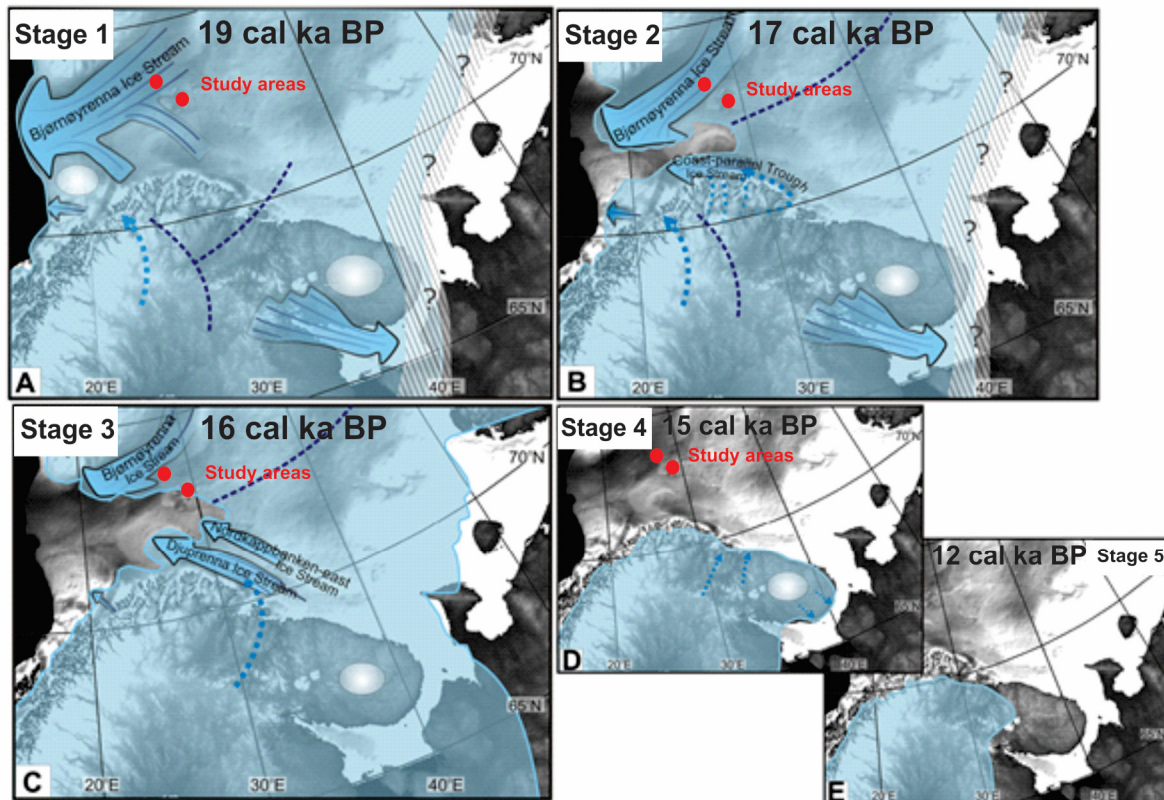 Stage 1
19 cal ka BP
Bjørnøyrenna Ice Stream
Study areas
70°N
?
?
?
65°N
A
20°E
30°E
40°E
Stage 2
17 cal ka BP
Bjørnøyrenna Ice Stream
Study areas
Coast-parallel Trough
Ice Stream
70°N
?
?
?
?
65°N
B
20°E
30°E
40°E
Stage 3
16 cal ka BP
Bjørnøyrenna
Ice Stream
Study areas
Nordkappbanken-east
Ice Stream
Djuprenna Ice Stream
70°N
65°N
C
20°E
30°E
40°E
Stage 4
15 cal ka BP
Study areas
70°N
65°N
D
20°E
30°E
40°E
12 cal ka BP
Stage 5
70°N
65°N
E
20°E
30°E
40°E